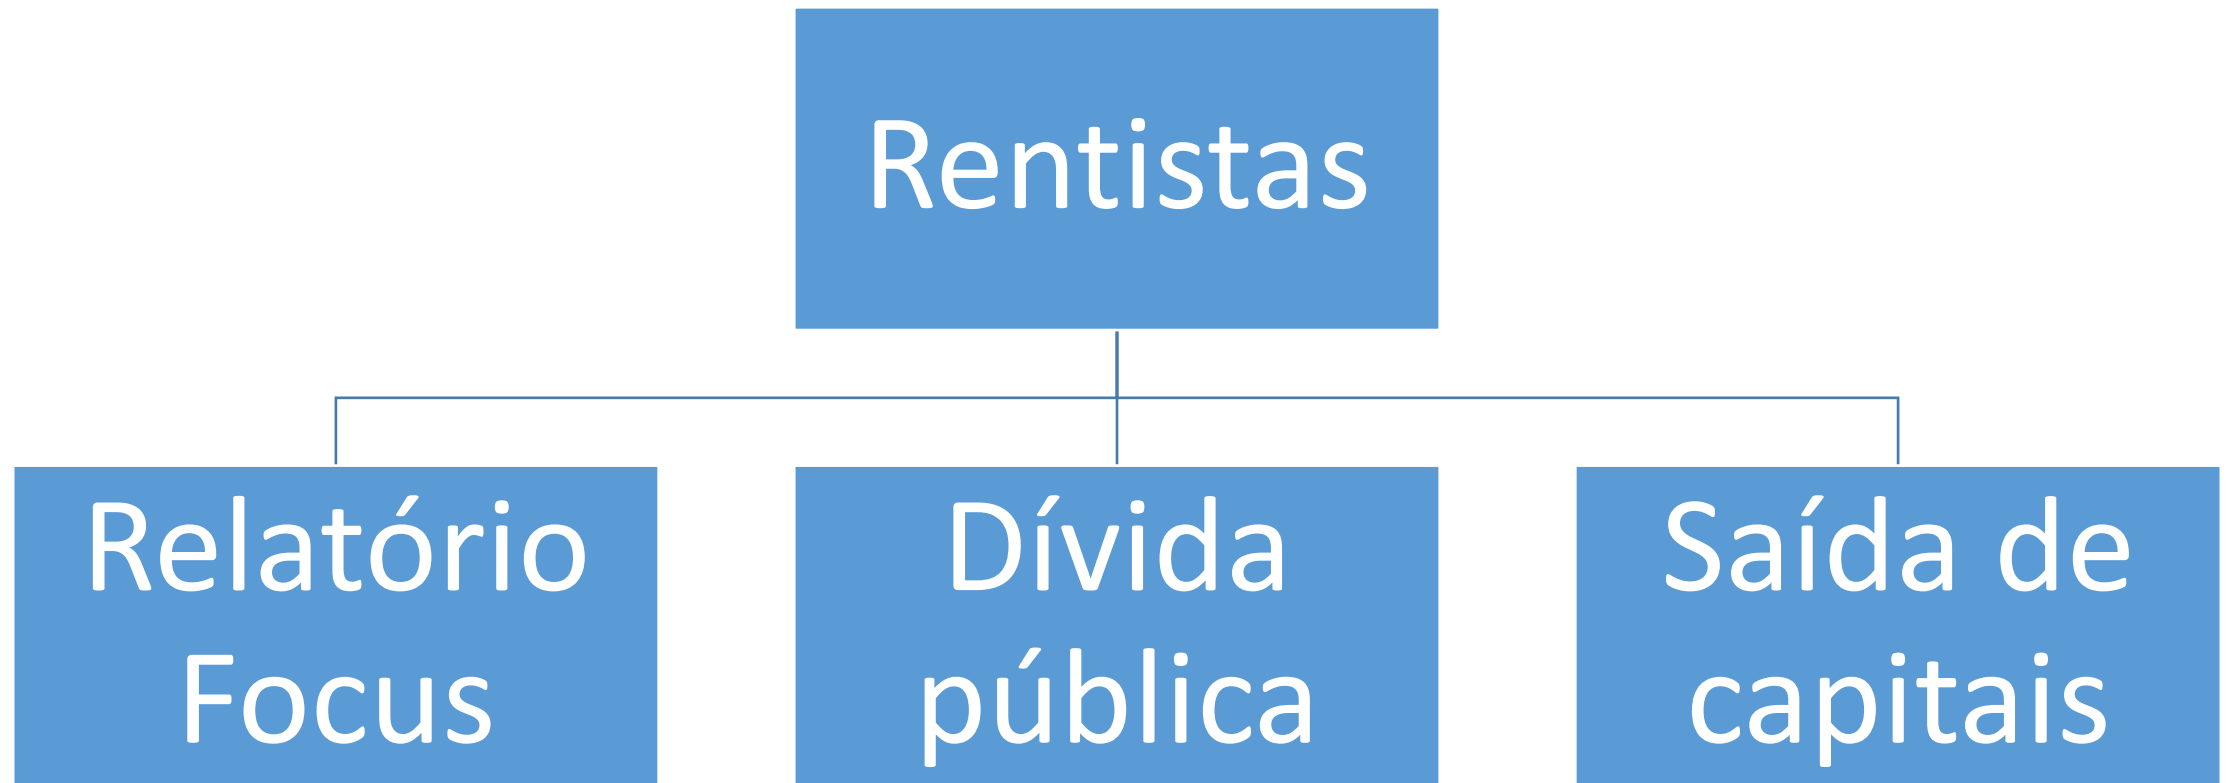 Rentistas
Relatório
Focus
Dívida
pública
Saída de
capitais